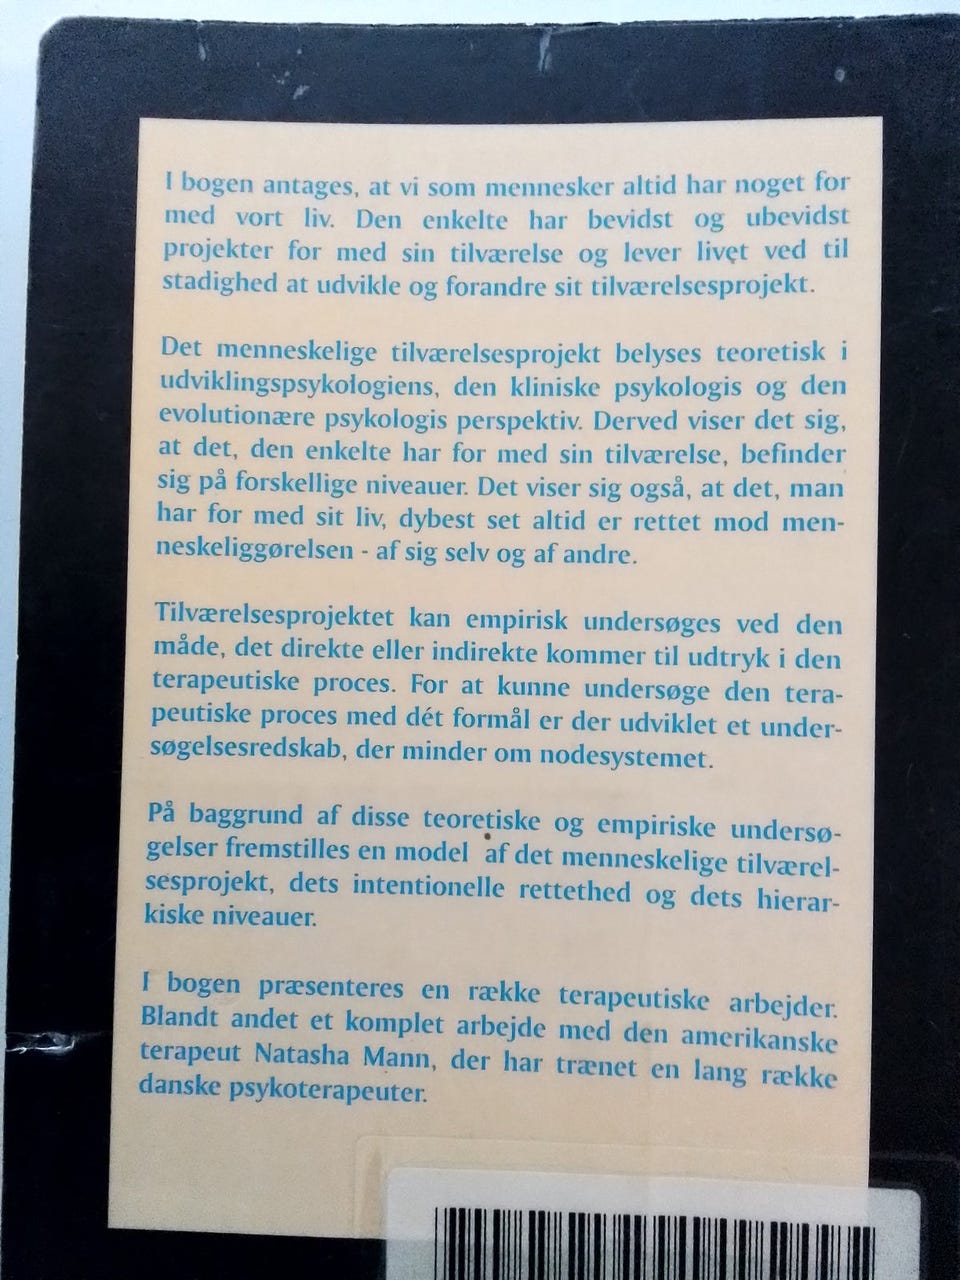 I bogen antages, at vi som mennesker altid har noget for
med vort liv. Den enkelte har bevidst og ubevidst
projekter for med sin tilværelse og lever livet ved til
stadighed at udvikle og forandre sit tilværelsesprojekt.
Det menneskelige tilværelsesprojekt belyses teoretisk i
udviklingspsykologiens, den kliniske psykologis og den
evolutionære psykologis perspektiv. Derved viser det sig,
at det, den enkelte har for med sin tilværelse, befinder
sig på forskellige niveauer. Det viser sig også, at det, man
har for med sit liv, dybest set altid er rettet mod men-
neskeliggørelsen - af sig selv og af andre.
Tilværelsesprojektet kan empirisk undersøges ved den
måde, det direkte eller indirekte kommer til udtryk i den
terapeutiske proces. For at kunne undersøge den tera-
peutiske proces med dét formål er der udviklet et under-
søgelsesredskab, der minder om nodesystemet.
På baggrund af disse teoretiske og empiriske undersø-
gelser fremstilles en model af det menneskelige tilværel-
sesprojekt, dets intentionelle rettethed og dets hierar-
kiske niveauer.
I bogen præsenteres en række terapeutiske arbejder.
Blandt andet et komplet arbejde med den amerikanske
terapeut Natasha Mann, der har trænet en lang række
danske psykoterapeuter.